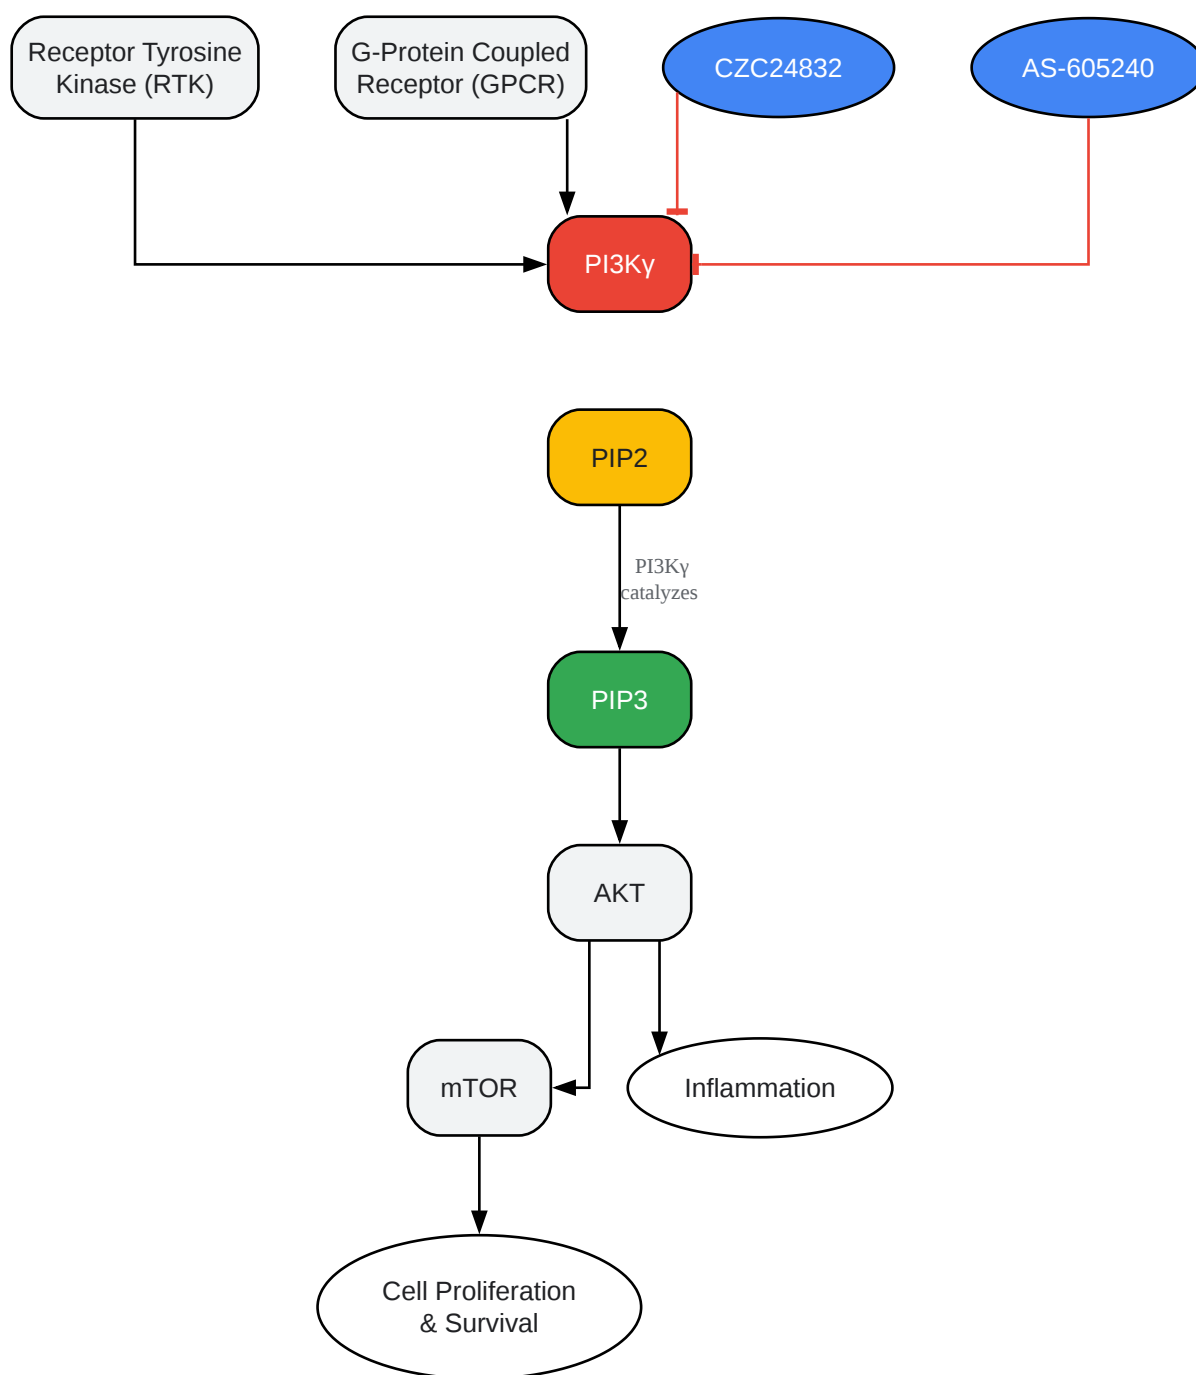 Receptor Tyrosine
Kinase (RTK)
G-Protein Coupled
Receptor (GPCR)
CZC24832
AS-605240
PI3Kγ
PIP2
PI3Kγ
catalyzes
PIP3
AKT
mTOR
Inflammation
Cell Proliferation
& Survival